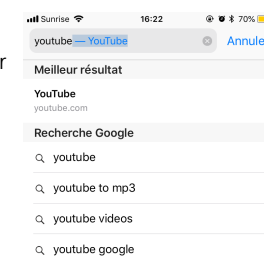 Sunrise 16:22 70%
youtube — YouTube Annule
r
Meilleur résultat
YouTube
youtube.com
Recherche Google
youtube
youtube to mp3
youtube videos
youtube google